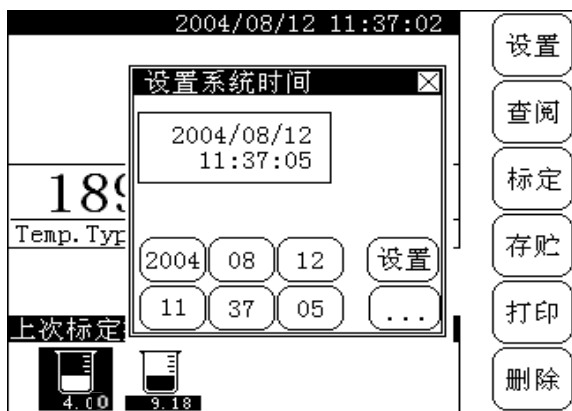 2004/08/12 11:37:02
设置系统时间
2004/08/12
11:37:05
189
Temp.Typ
2004 08 12 设置
11 37 05 ...
上次标定
4.00 9.18
设置
查阅
标定
存贮
打印
删除